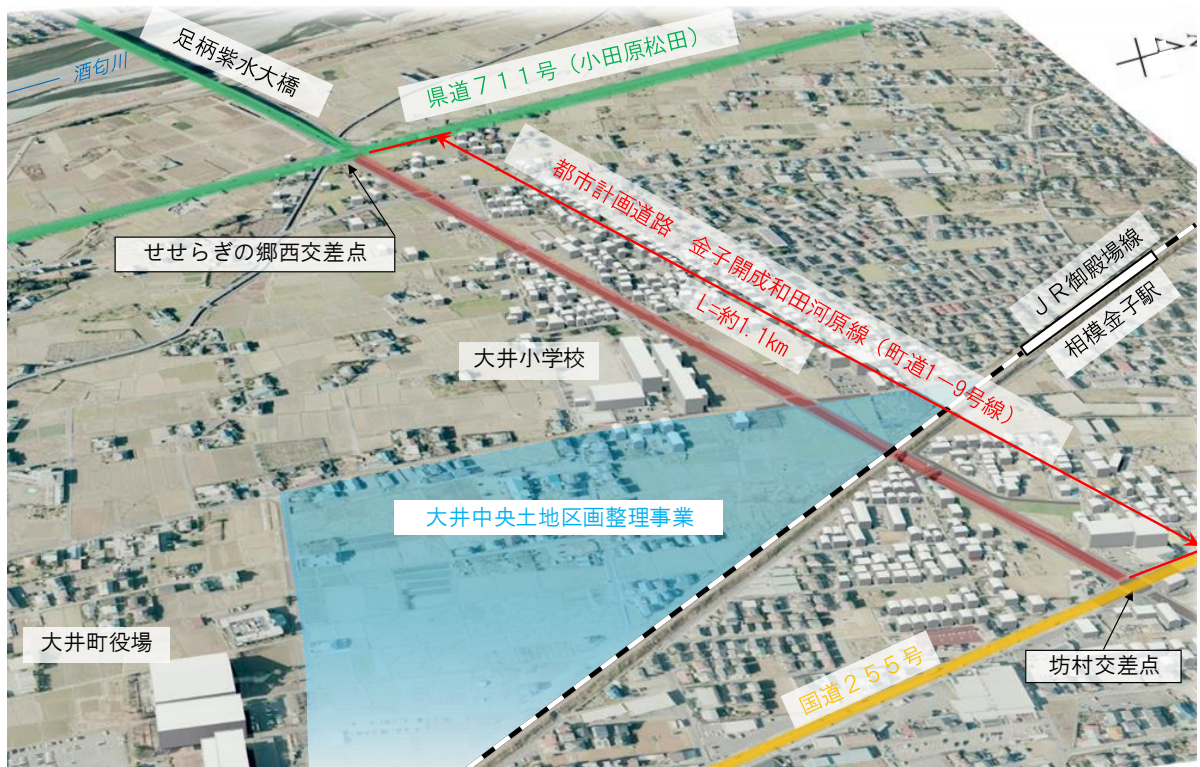 酒匂川
足柄紫水大橋
県道711号(小田原松田)
都市計画道路 金子開成和田河原線(町道1-9号線)
L=約1.1km
せせらぎの郷西交差点
JR御殿場線
相模金子駅
大井小学校
大井中央土地区画整理事業
大井町役場
国道255号
坊村交差点